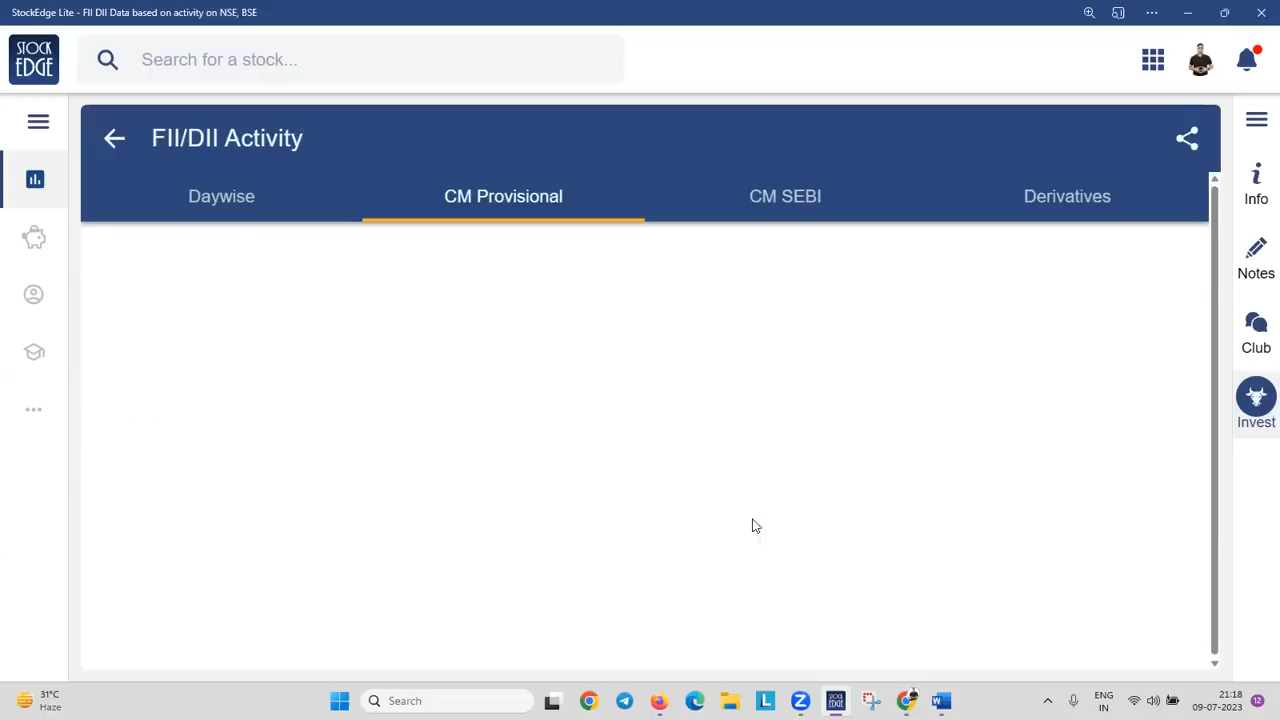 StockEdge Lite - FII DII Data based on activity on NSE, BSE
STOCK
EDGE
Search for a stock...
FII/DII Activity
Daywise
CM Provisional
CM SEBI
Derivatives
Info
Notes
Club
Invest
31°C
Haze
Search
ENG
IN
21:18
09-07-2023
12